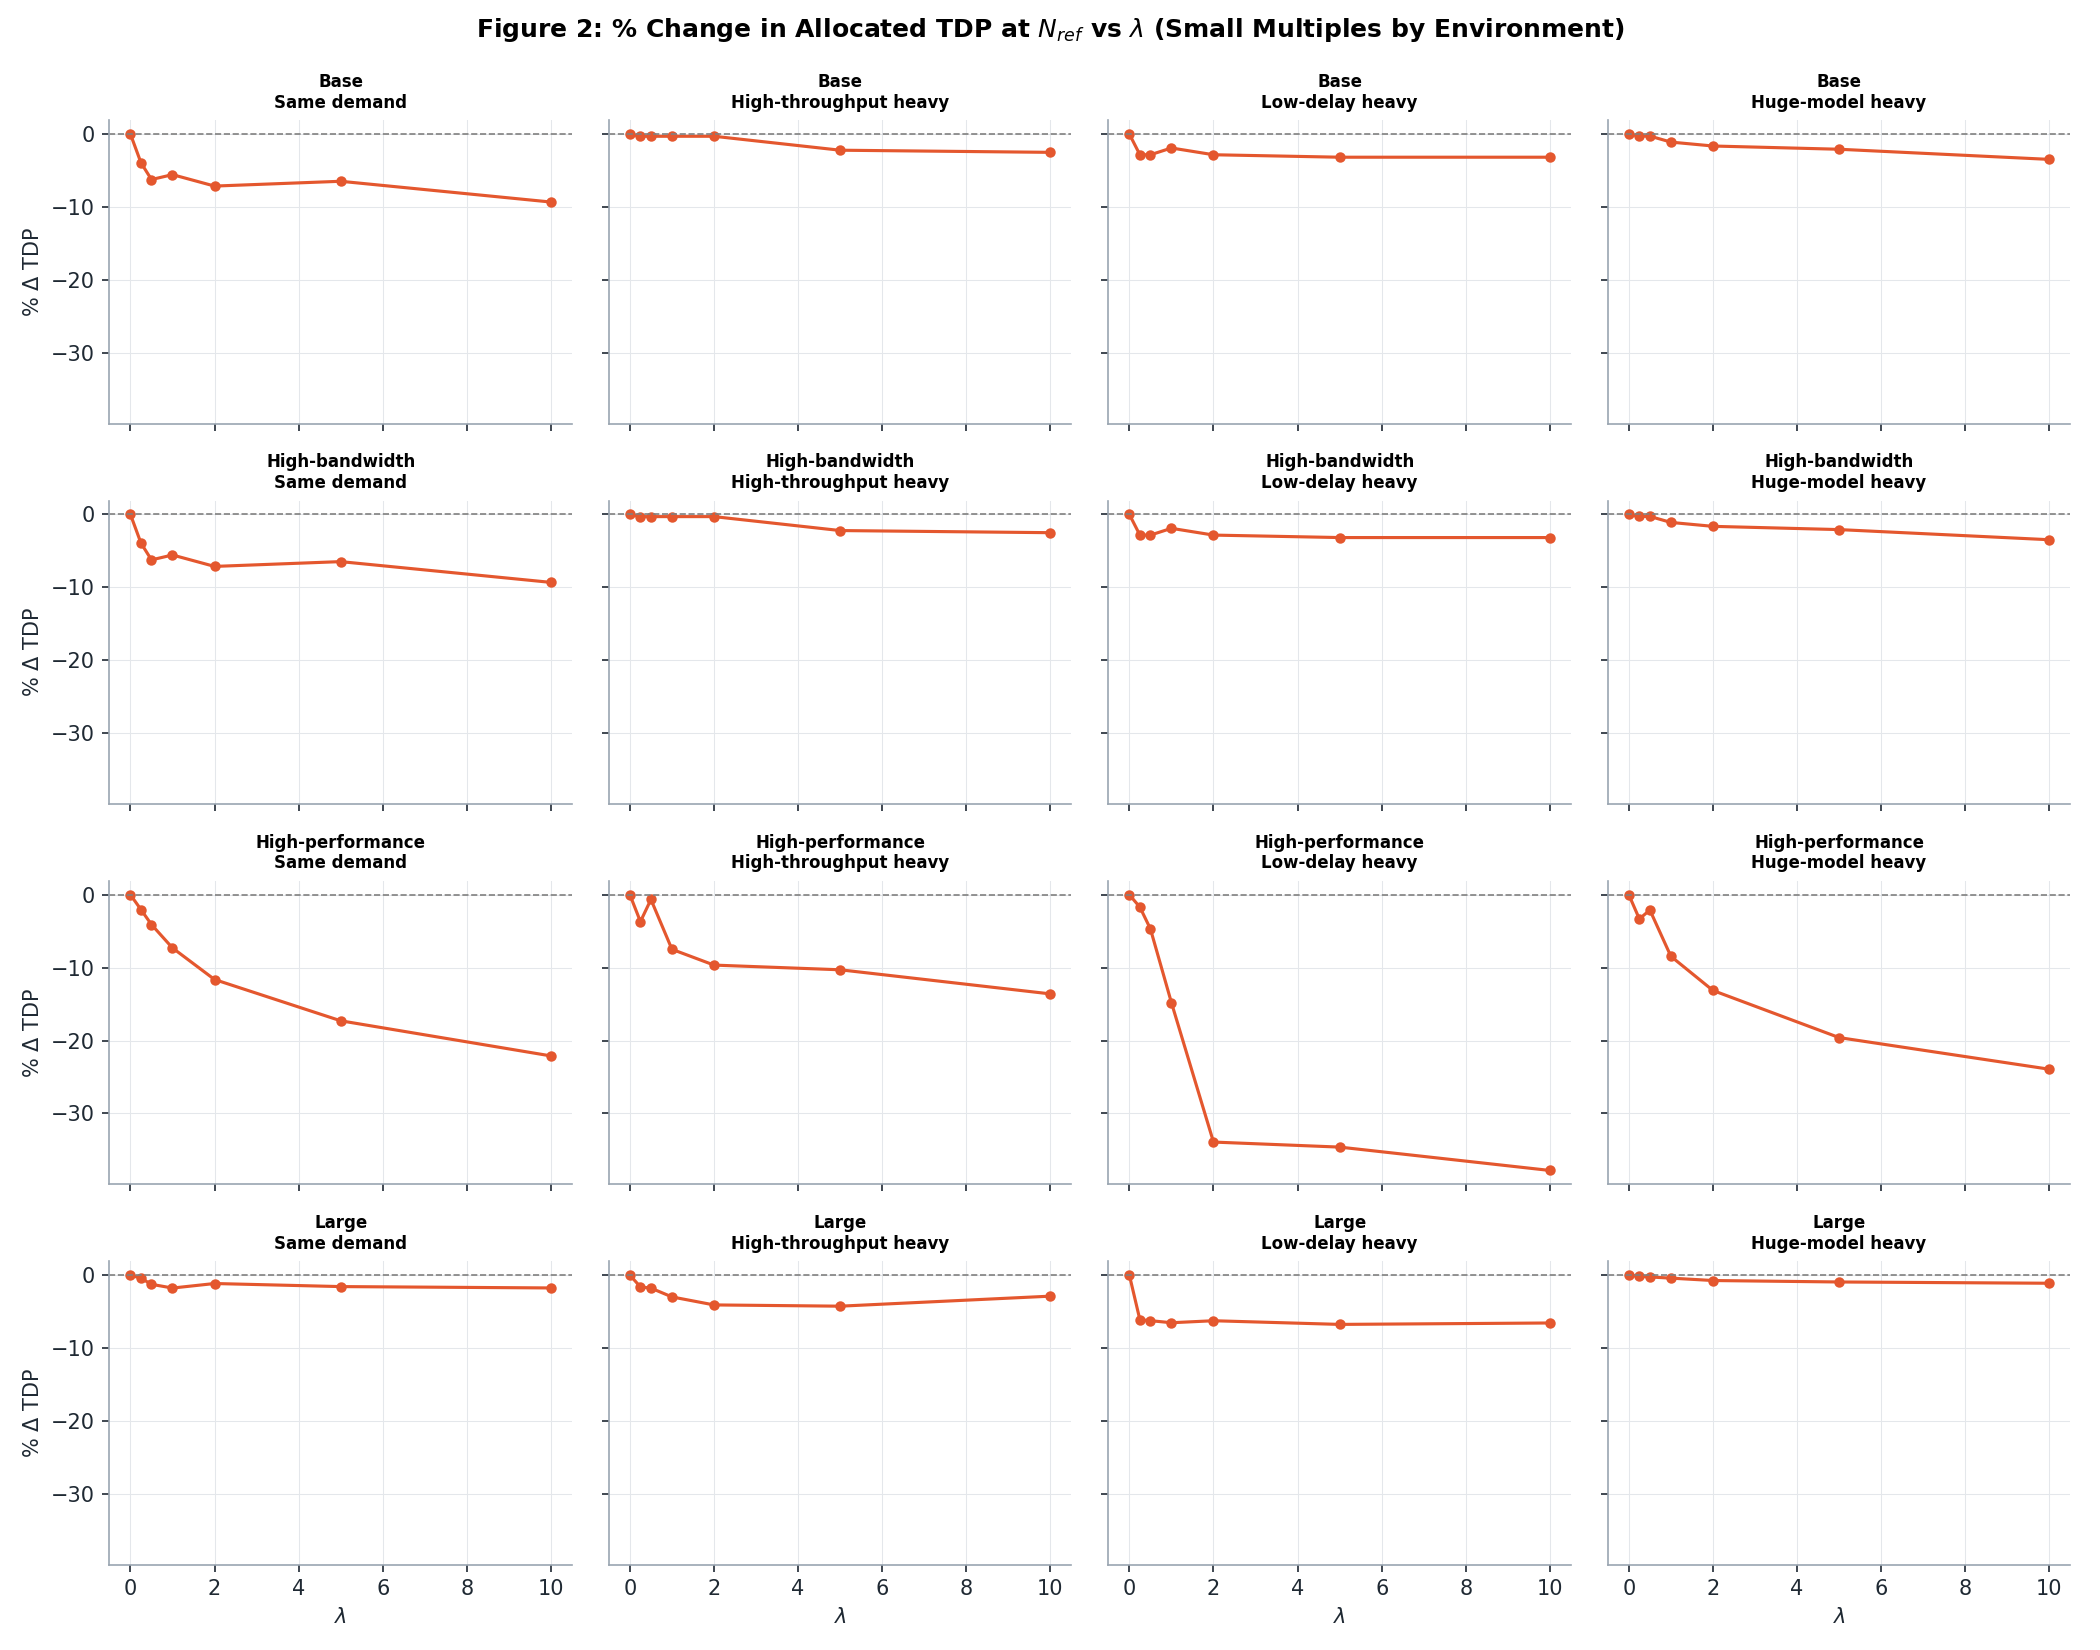 Figure 2: % Change in Allocated TDP at N_ref vs λ (Small Multiples by Environment)
Base
Same demand
Base
High-throughput heavy
Base
Low-delay heavy
Base
Huge-model heavy
% Δ TDP
0
−10
−20
−30
High-bandwidth
Same demand
High-bandwidth
High-throughput heavy
High-bandwidth
Low-delay heavy
High-bandwidth
Huge-model heavy
% Δ TDP
0
−10
−20
−30
High-performance
Same demand
High-performance
High-throughput heavy
High-performance
Low-delay heavy
High-performance
Huge-model heavy
% Δ TDP
0
−10
−20
−30
Large
Same demand
Large
High-throughput heavy
Large
Low-delay heavy
Large
Huge-model heavy
% Δ TDP
0
−10
−20
−30
0 2 4 6 8 10
λ
0 2 4 6 8 10
λ
0 2 4 6 8 10
λ
0 2 4 6 8 10
λ